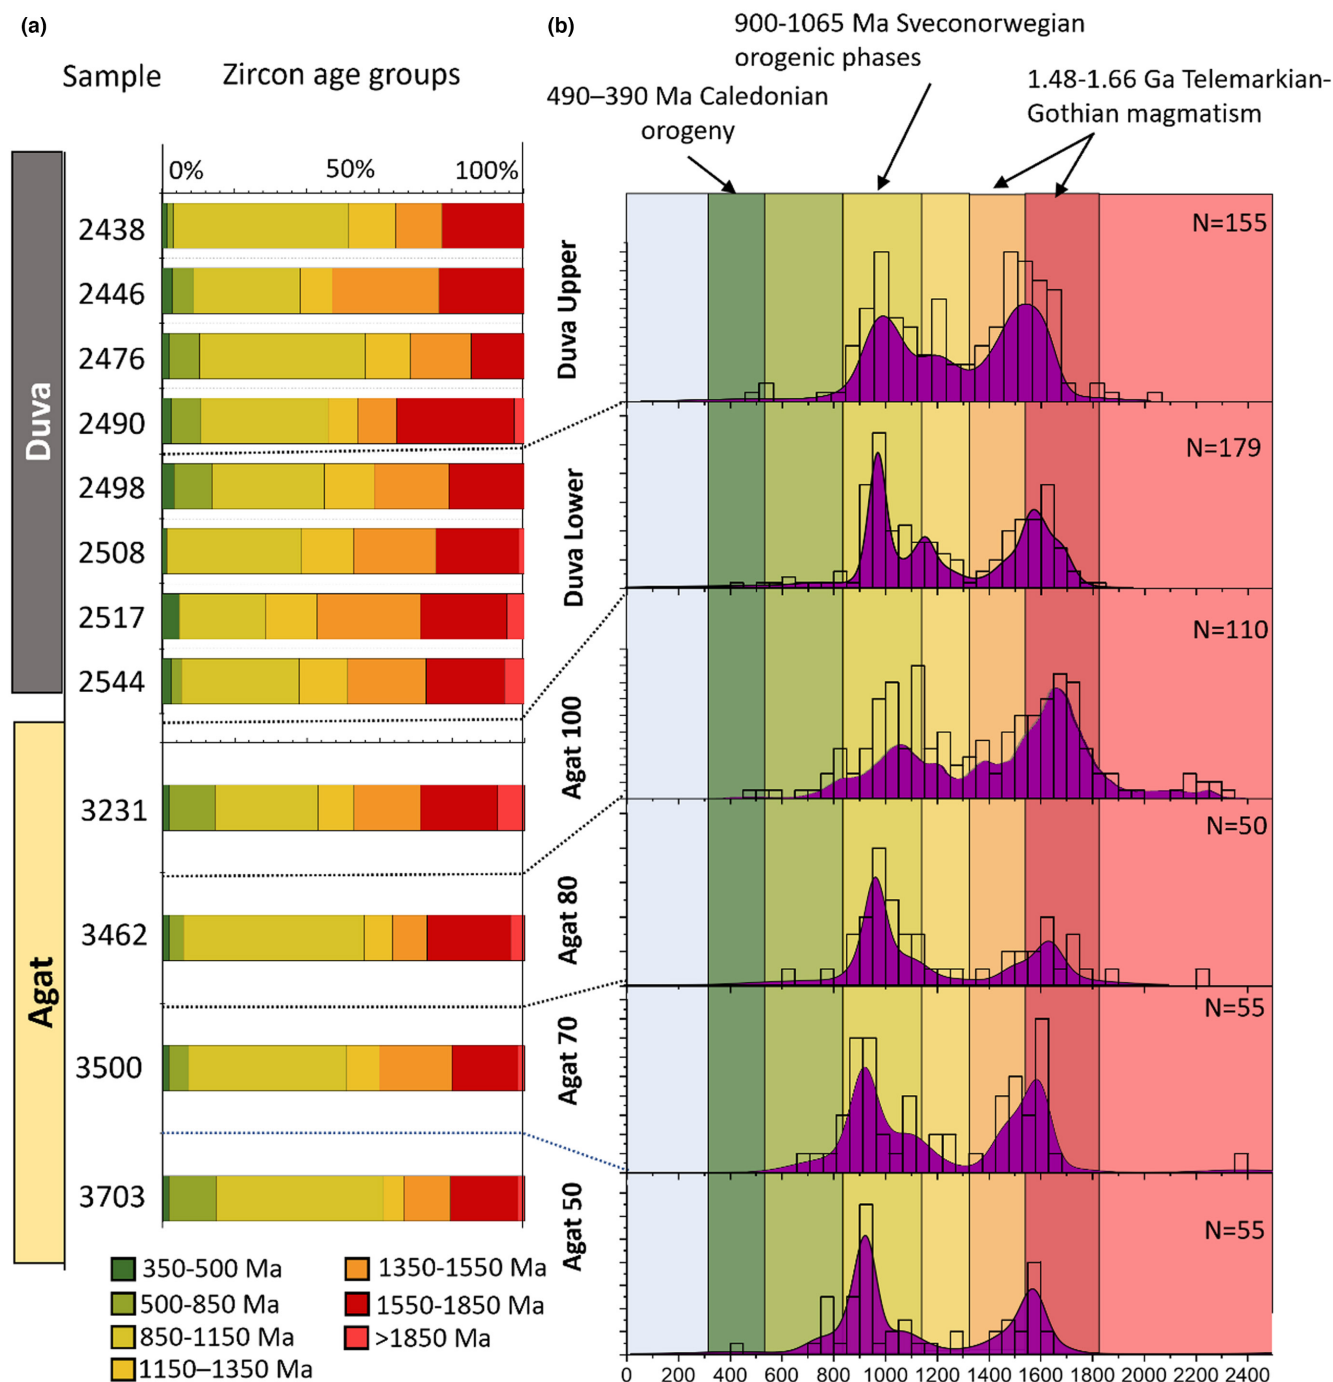 (a)
Sample
Zircon age groups
0% 50% 100%
Duva
2438
2446
2476
2490
2498
2508
2517
2544
Agat
3231
3462
3500
3703
350-500 Ma
500-850 Ma
850-1150 Ma
1150–1350 Ma
1350-1550 Ma
1550-1850 Ma
>1850 Ma
(b)
900-1065 Ma Sveconorwegian
orogenic phases
490–390 Ma Caledonian
orogeny
1.48-1.66 Ga Telemarkian-
Gothian magmatism
Duva Upper
N=155
Duva Lower
N=179
Agat 100
N=110
Agat 80
N=50
Agat 70
N=55
Agat 50
N=55
0 200 400 600 800 1000 1200 1400 1600 1800 2000 2200 2400